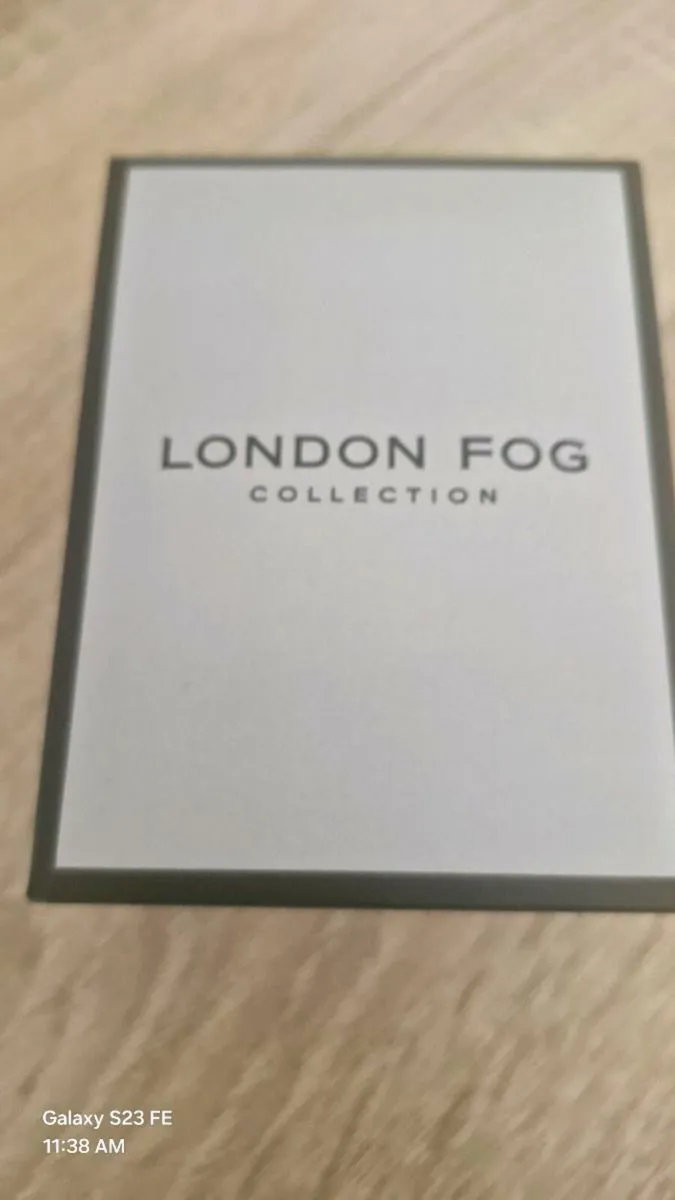 LONDON FOG
COLLECTION
Galaxy S23 FE
11:38 AM